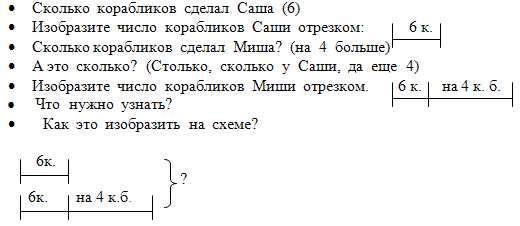 • Сколько корабликов сделал Саша (6)
• Изобразите число корабликов Саши отрезком: 6 к.
• Сколько корабликов сделал Миша? (на 4 больше)
• А это сколько? (Столько, сколько у Саши, да еще 4)
• Изобразите число корабликов Миши отрезком. 6 к. на 4 к. б.
• Что нужно узнать?
• Как это изобразить на схеме?
6к.
?
6к. на 4 к.б.